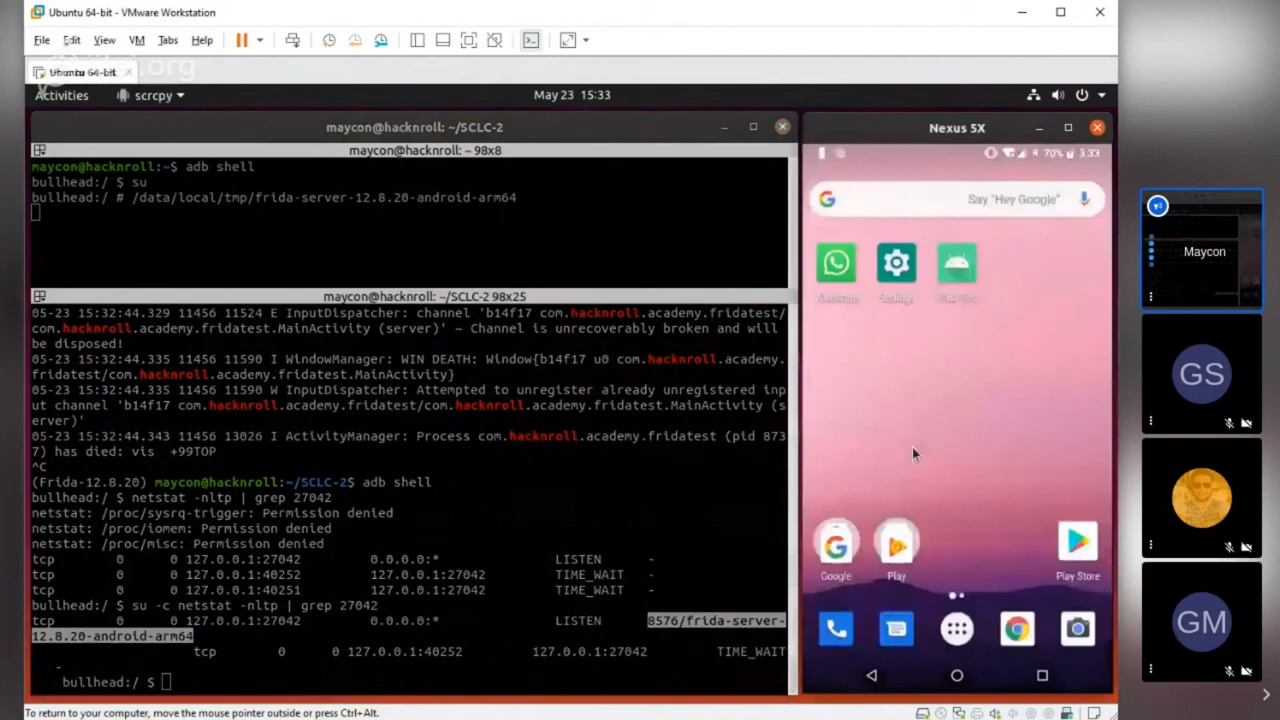 Ubuntu 64-bit - VMware Workstation
File Edit View VM Tabs Help
Ubuntu 64-bit
.org
Activities scrcpy May 23 15:33
maycon@hacknroll: ~/SCLC-2
maycon@hacknroll: ~ 98x8
maycon@hacknroll:~$ adb shell
bullhead:/ $ su
bullhead:/ # /data/local/tmp/frida-server-12.8.20-android-arm64
maycon@hacknroll: ~/SCLC-2 98x25
05-23 15:32:44.329 11456 11524 E InputDispatcher: channel 'b14f17 com.hacknroll.academy.fridatest/
com.hacknroll.academy.fridatest.MainActivity (server)' ~ Channel is unrecoverably broken and will
be disposed!
05-23 15:32:44.335 11456 11590 I WindowManager: WIN DEATH: Window{b14f17 u0 com.hacknroll.academy.
fridatest/com.hacknroll.academy.fridatest.MainActivity}
05-23 15:32:44.335 11456 11590 W InputDispatcher: Attempted to unregister already unregistered inp
ut channel 'b14f17 com.hacknroll.academy.fridatest/com.hacknroll.academy.fridatest.MainActivity (s
erver)'
05-23 15:32:44.343 11456 13026 I ActivityManager: Process com.hacknroll.academy.fridatest (pid 873
7) has died: vis +99TOP
^C
(Frida-12.8.20) maycon@hacknroll:~/SCLC-2$ adb shell
bullhead:/ $ netstat -nltp | grep 27042
netstat: /proc/sysrq-trigger: Permission denied
netstat: /proc/iomem: Permission denied
netstat: /proc/misc: Permission denied
tcp 0 0 127.0.0.1:27042 0.0.0.0:* LISTEN -
tcp 0 0 127.0.0.1:40252 127.0.0.1:27042 TIME_WAIT -
tcp 0 0 127.0.0.1:40251 127.0.0.1:27042 TIME_WAIT -
bullhead:/ $ su -c netstat -nltp | grep 27042
tcp 0 0 127.0.0.1:27042 0.0.0.0:* LISTEN 8576/frida-server-
12.8.20-android-arm64
tcp 0 0 127.0.0.1:40252 127.0.0.1:27042 TIME_WAIT
-
bullhead:/ $
Nexus 5X
70% 3:33
Say "Hey Google"
WhatsApp Settings
Google Play Play Store
Maycon
GS
GM
To return to your computer, move the mouse pointer outside or press Ctrl+Alt.